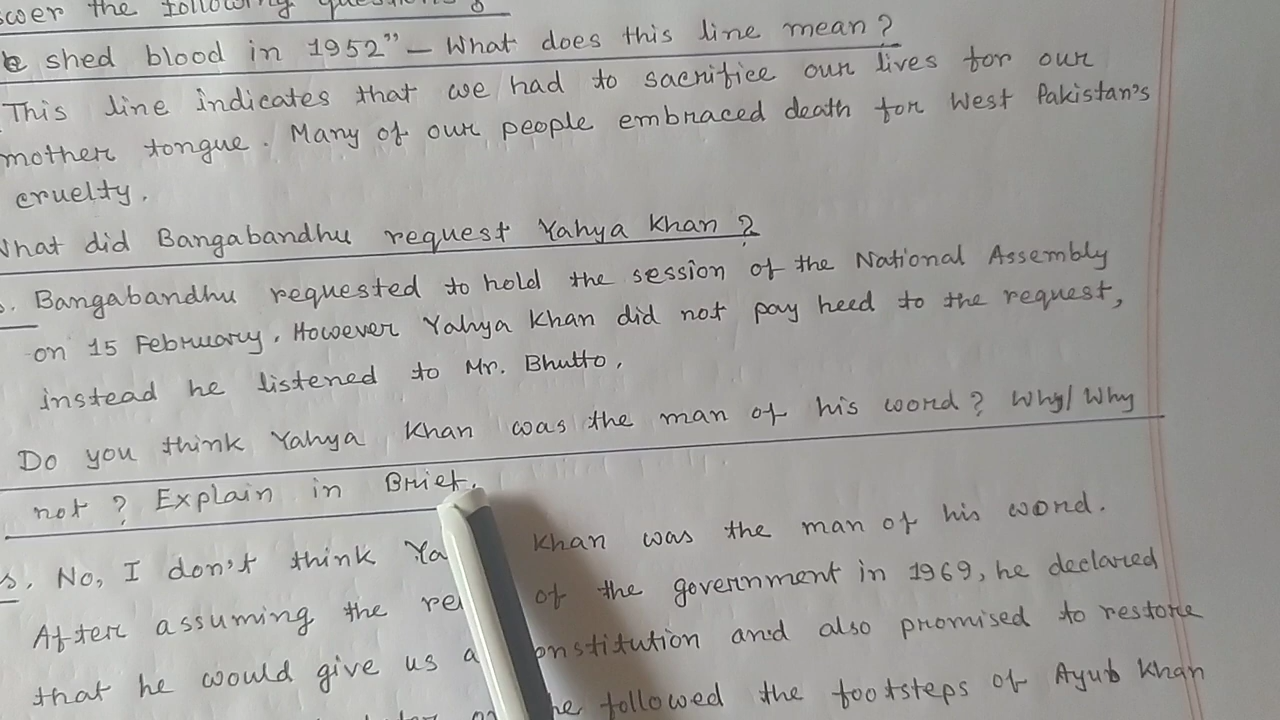 the following questions
shed blood in 1952” – What does this line mean?
This line indicates that we had to sacrifice our lives for our
mother tongue. Many of our people embraced death for West Pakistan's
cruelty.
What did Bangabandhu request Yahya Khan?
Bangabandhu requested to hold the session of the National Assembly
on 15 February. However Yahya Khan did not pay heed to the request,
instead he listened to Mr. Bhutto.
Do you think Yahya Khan was the man of his word? Why/Why
not? Explain in Brief.
No, I don't think Khan was the man of his word.
After assuming the of the government in 1969, he declared
that he would give us and also promised to restore
he followed the footsteps of Ayub Khan